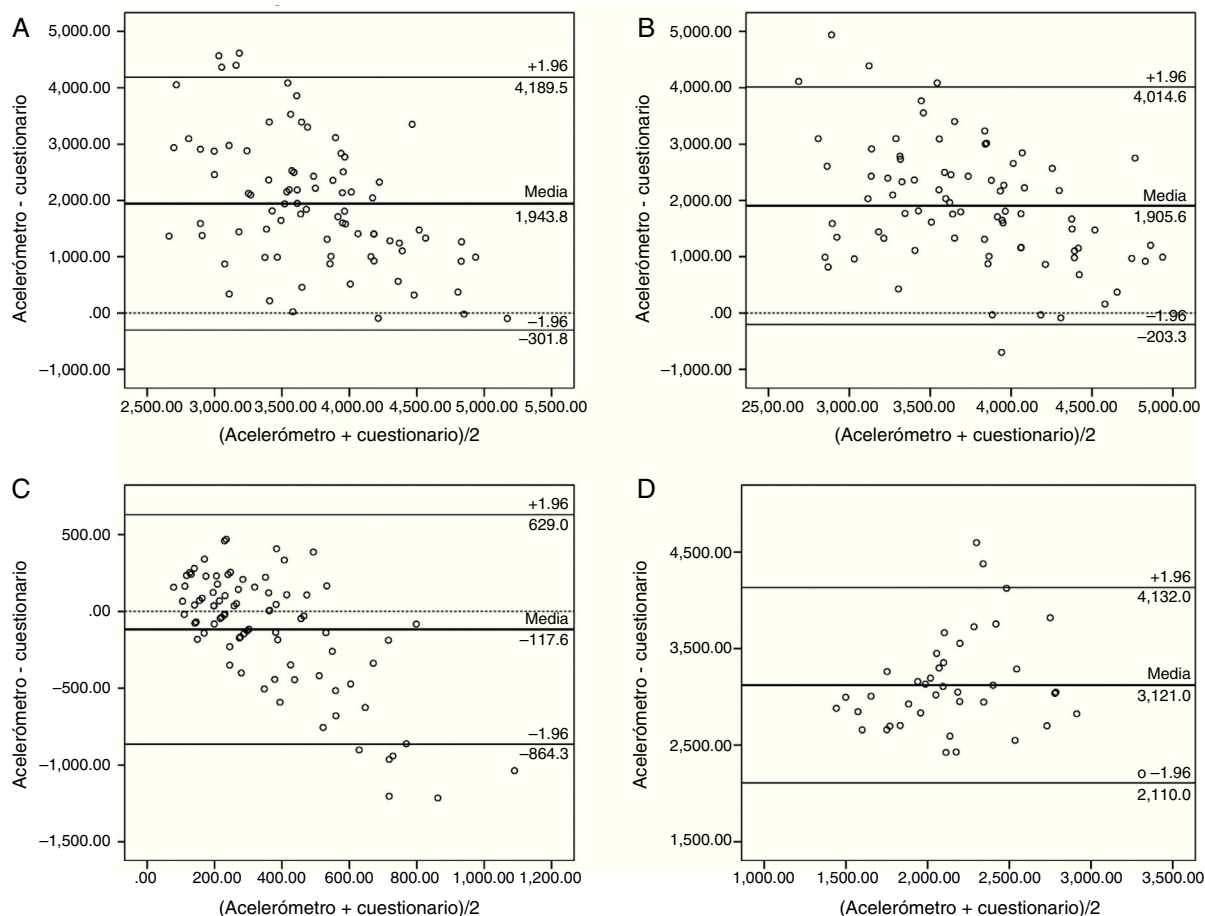 A
5,000.00
4,000.00
3,000.00
2,000.00
1,000.00
.00
−1,000.00
Acelerómetro - cuestionario
+1.96
4,189.5
Media
1,943.8
−1.96
−301.8
2,500.00 3,000.00 3,500.00 4,000.00 4,500.00 5,000.00 5,500.00
(Acelerómetro + cuestionario)/2
B
5,000.00
4,000.00
3,000.00
2,000.00
1,000.00
.00
−1,000.00
Acelerómetro - cuestionario
+1.96
4,014.6
Media
1,905.6
−1.96
−203.3
25,00.00 3,000.00 3,500.00 4,000.00 4,500.00 5,000.00
(Acelerómetro + cuestionario)/2
C
500.00
.00
−500.00
−1,000.00
−1,500.00
Acelerómetro - cuestionario
+1.96
629.0
Media
−117.6
−1.96
−864.3
.00 200.00 400.00 600.00 800.00 1,000.00 1,200.00
(Acelerómetro + cuestionario)/2
D
4,500.00
3,500.00
2,500.00
1,500.00
Acelerómetro - cuestionario
+1.96
4,132.0
Media
3,121.0
o −1.96
2,110.0
1,000.00 1,500.00 2,000.00 2,500.00 3,000.00 3,500.00
(Acelerómetro + cuestionario)/2